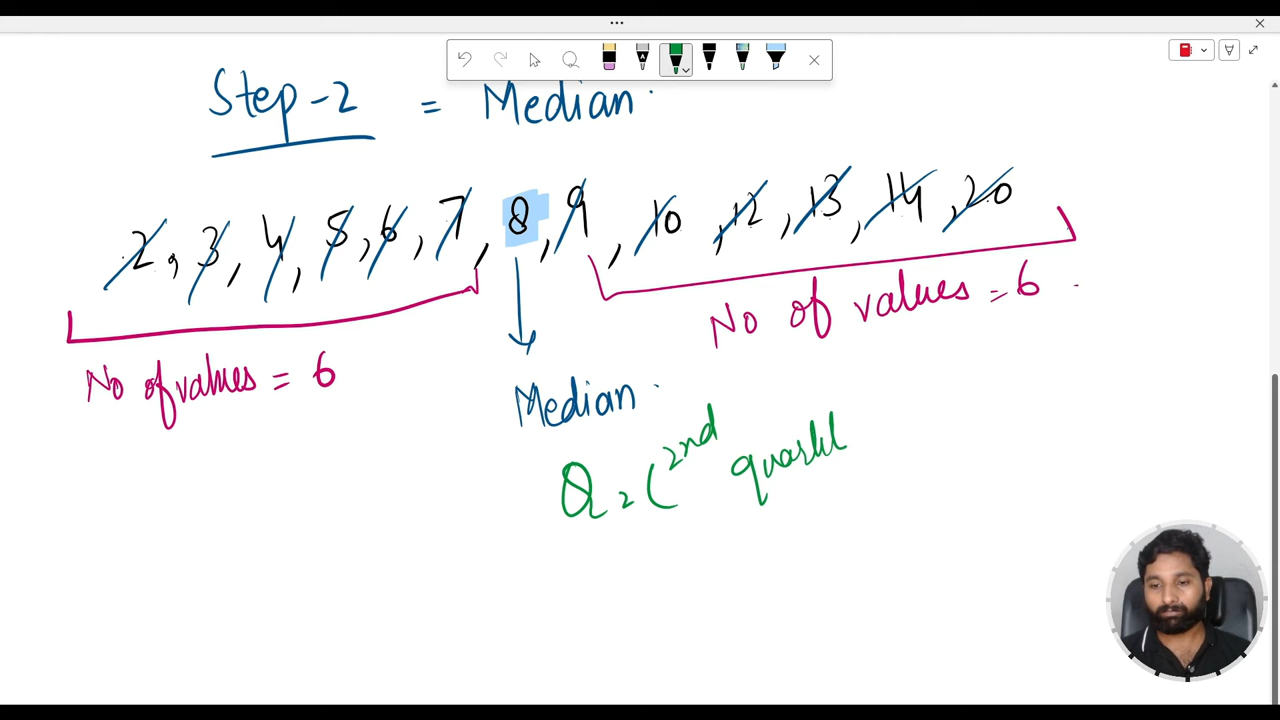 Step-2 = Median.
2, 3, 4, 5, 6, 7, 8, 9, 10, 12, 13, 14, 20
No of values = 6
No of values = 6
Median.
Q2 (2nd quartil